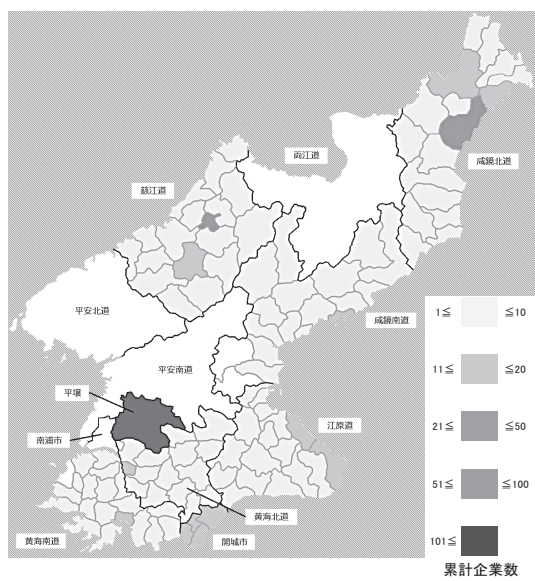 両江道
咸鏡北道
慈江道
平安北道
咸鏡南道
平安南道
平壌
江原道
南浦市
黄海北道
黄海南道
開城市
1≦ ≦10
11≦ ≦20
21≦ ≦50
51≦ ≦100
101≦
累計企業数